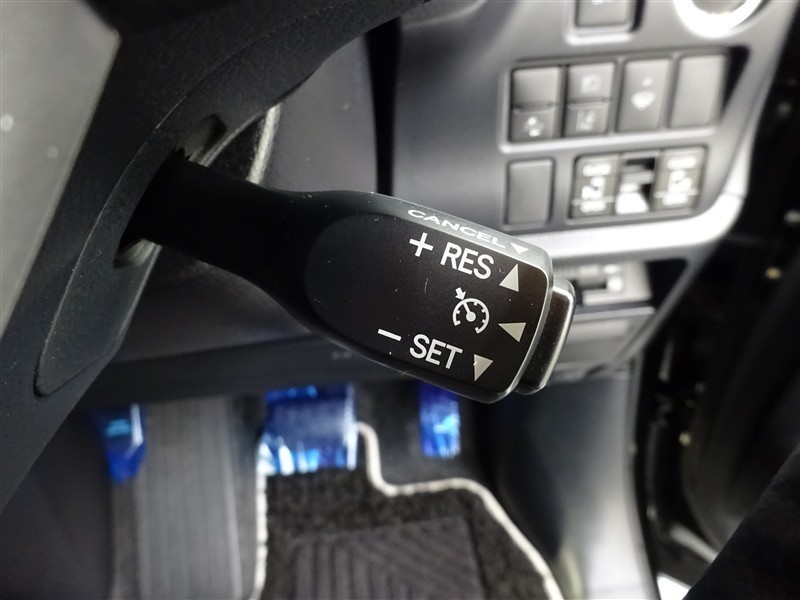 CANCEL
+ RES
- SET